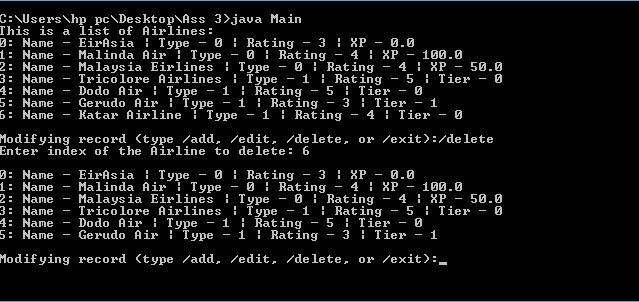 C:\Users\hp pc\Desktop\Ass 3>java Main
This is a list of Airlines:
0: Name - EirAsia ¦ Type - 0 ¦ Rating - 3 ¦ XP - 0.0
1: Name - Malinda Air ¦ Type - 0 ¦ Rating - 4 ¦ XP - 100.0
2: Name - Malaysia Eirlines ¦ Type - 0 ¦ Rating - 4 ¦ XP - 50.0
3: Name - Tricolore Airlines ¦ Type - 1 ¦ Rating - 5 ¦ Tier - 0
4: Name - Dodo Air ¦ Type - 1 ¦ Rating - 5 ¦ Tier - 0
5: Name - Gerudo Air ¦ Type - 1 ¦ Rating - 3 ¦ Tier - 1
6: Name - Katar Airline ¦ Type - 1 ¦ Rating - 4 ¦ Tier - 0
Modifying record (type /add, /edit, /delete, or /exit):/delete
Enter index of the Airline to delete: 6
0: Name - EirAsia ¦ Type - 0 ¦ Rating - 3 ¦ XP - 0.0
1: Name - Malinda Air ¦ Type - 0 ¦ Rating - 4 ¦ XP - 100.0
2: Name - Malaysia Eirlines ¦ Type - 0 ¦ Rating - 4 ¦ XP - 50.0
3: Name - Tricolore Airlines ¦ Type - 1 ¦ Rating - 5 ¦ Tier - 0
4: Name - Dodo Air ¦ Type - 1 ¦ Rating - 5 ¦ Tier - 0
5: Name - Gerudo Air ¦ Type - 1 ¦ Rating - 3 ¦ Tier - 1
Modifying record (type /add, /edit, /delete, or /exit):_